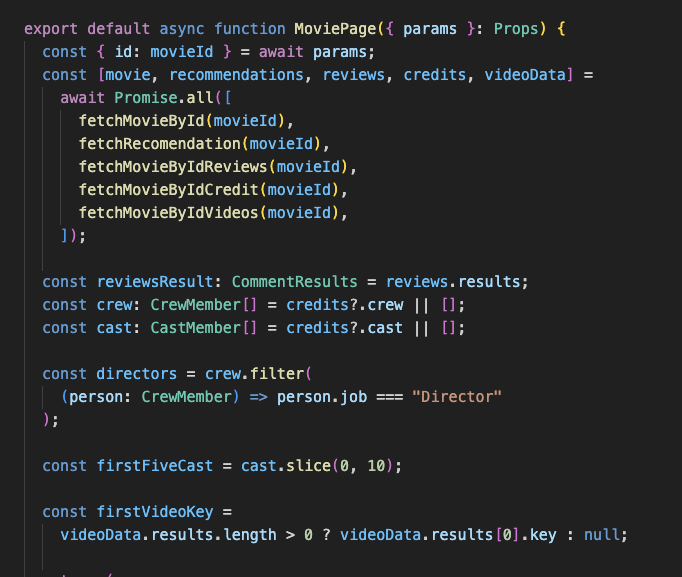 export default async function MoviePage({ params }: Props) {
const { id: movieId } = await params;
const [movie, recommendations, reviews, credits, videoData] =
await Promise.all([
fetchMovieById(movieId),
fetchRecomendation(movieId),
fetchMovieByIdReviews(movieId),
fetchMovieByIdCredit(movieId),
fetchMovieByIdVideos(movieId),
]);
const reviewsResult: CommentResults = reviews.results;
const crew: CrewMember[] = credits?.crew || [];
const cast: CastMember[] = credits?.cast || [];
const directors = crew.filter(
(person: CrewMember) => person.job === "Director"
);
const firstFiveCast = cast.slice(0, 10);
const firstVideoKey =
videoData.results.length > 0 ? videoData.results[0].key : null;